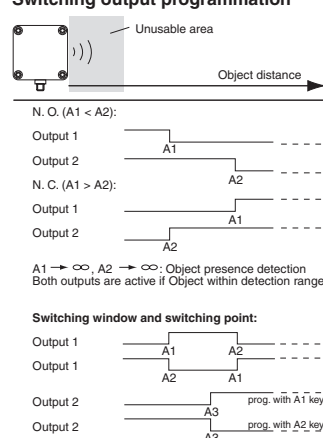 Switching output programmation
Unusable area
Object distance
N. O. (A1 < A2):
Output 1
A1
Output 2
A2
N. C. (A1 > A2):
Output 1
A1
Output 2
A2
A1 → ∞, A2 → ∞: Object presence detection
Both outputs are active if Object within detection range
Switching window and switching point:
Output 1
A1 A2
Output 1
A2 A1
Output 2 prog. with A1 key
A3
Output 2 prog. with A2 key
A3